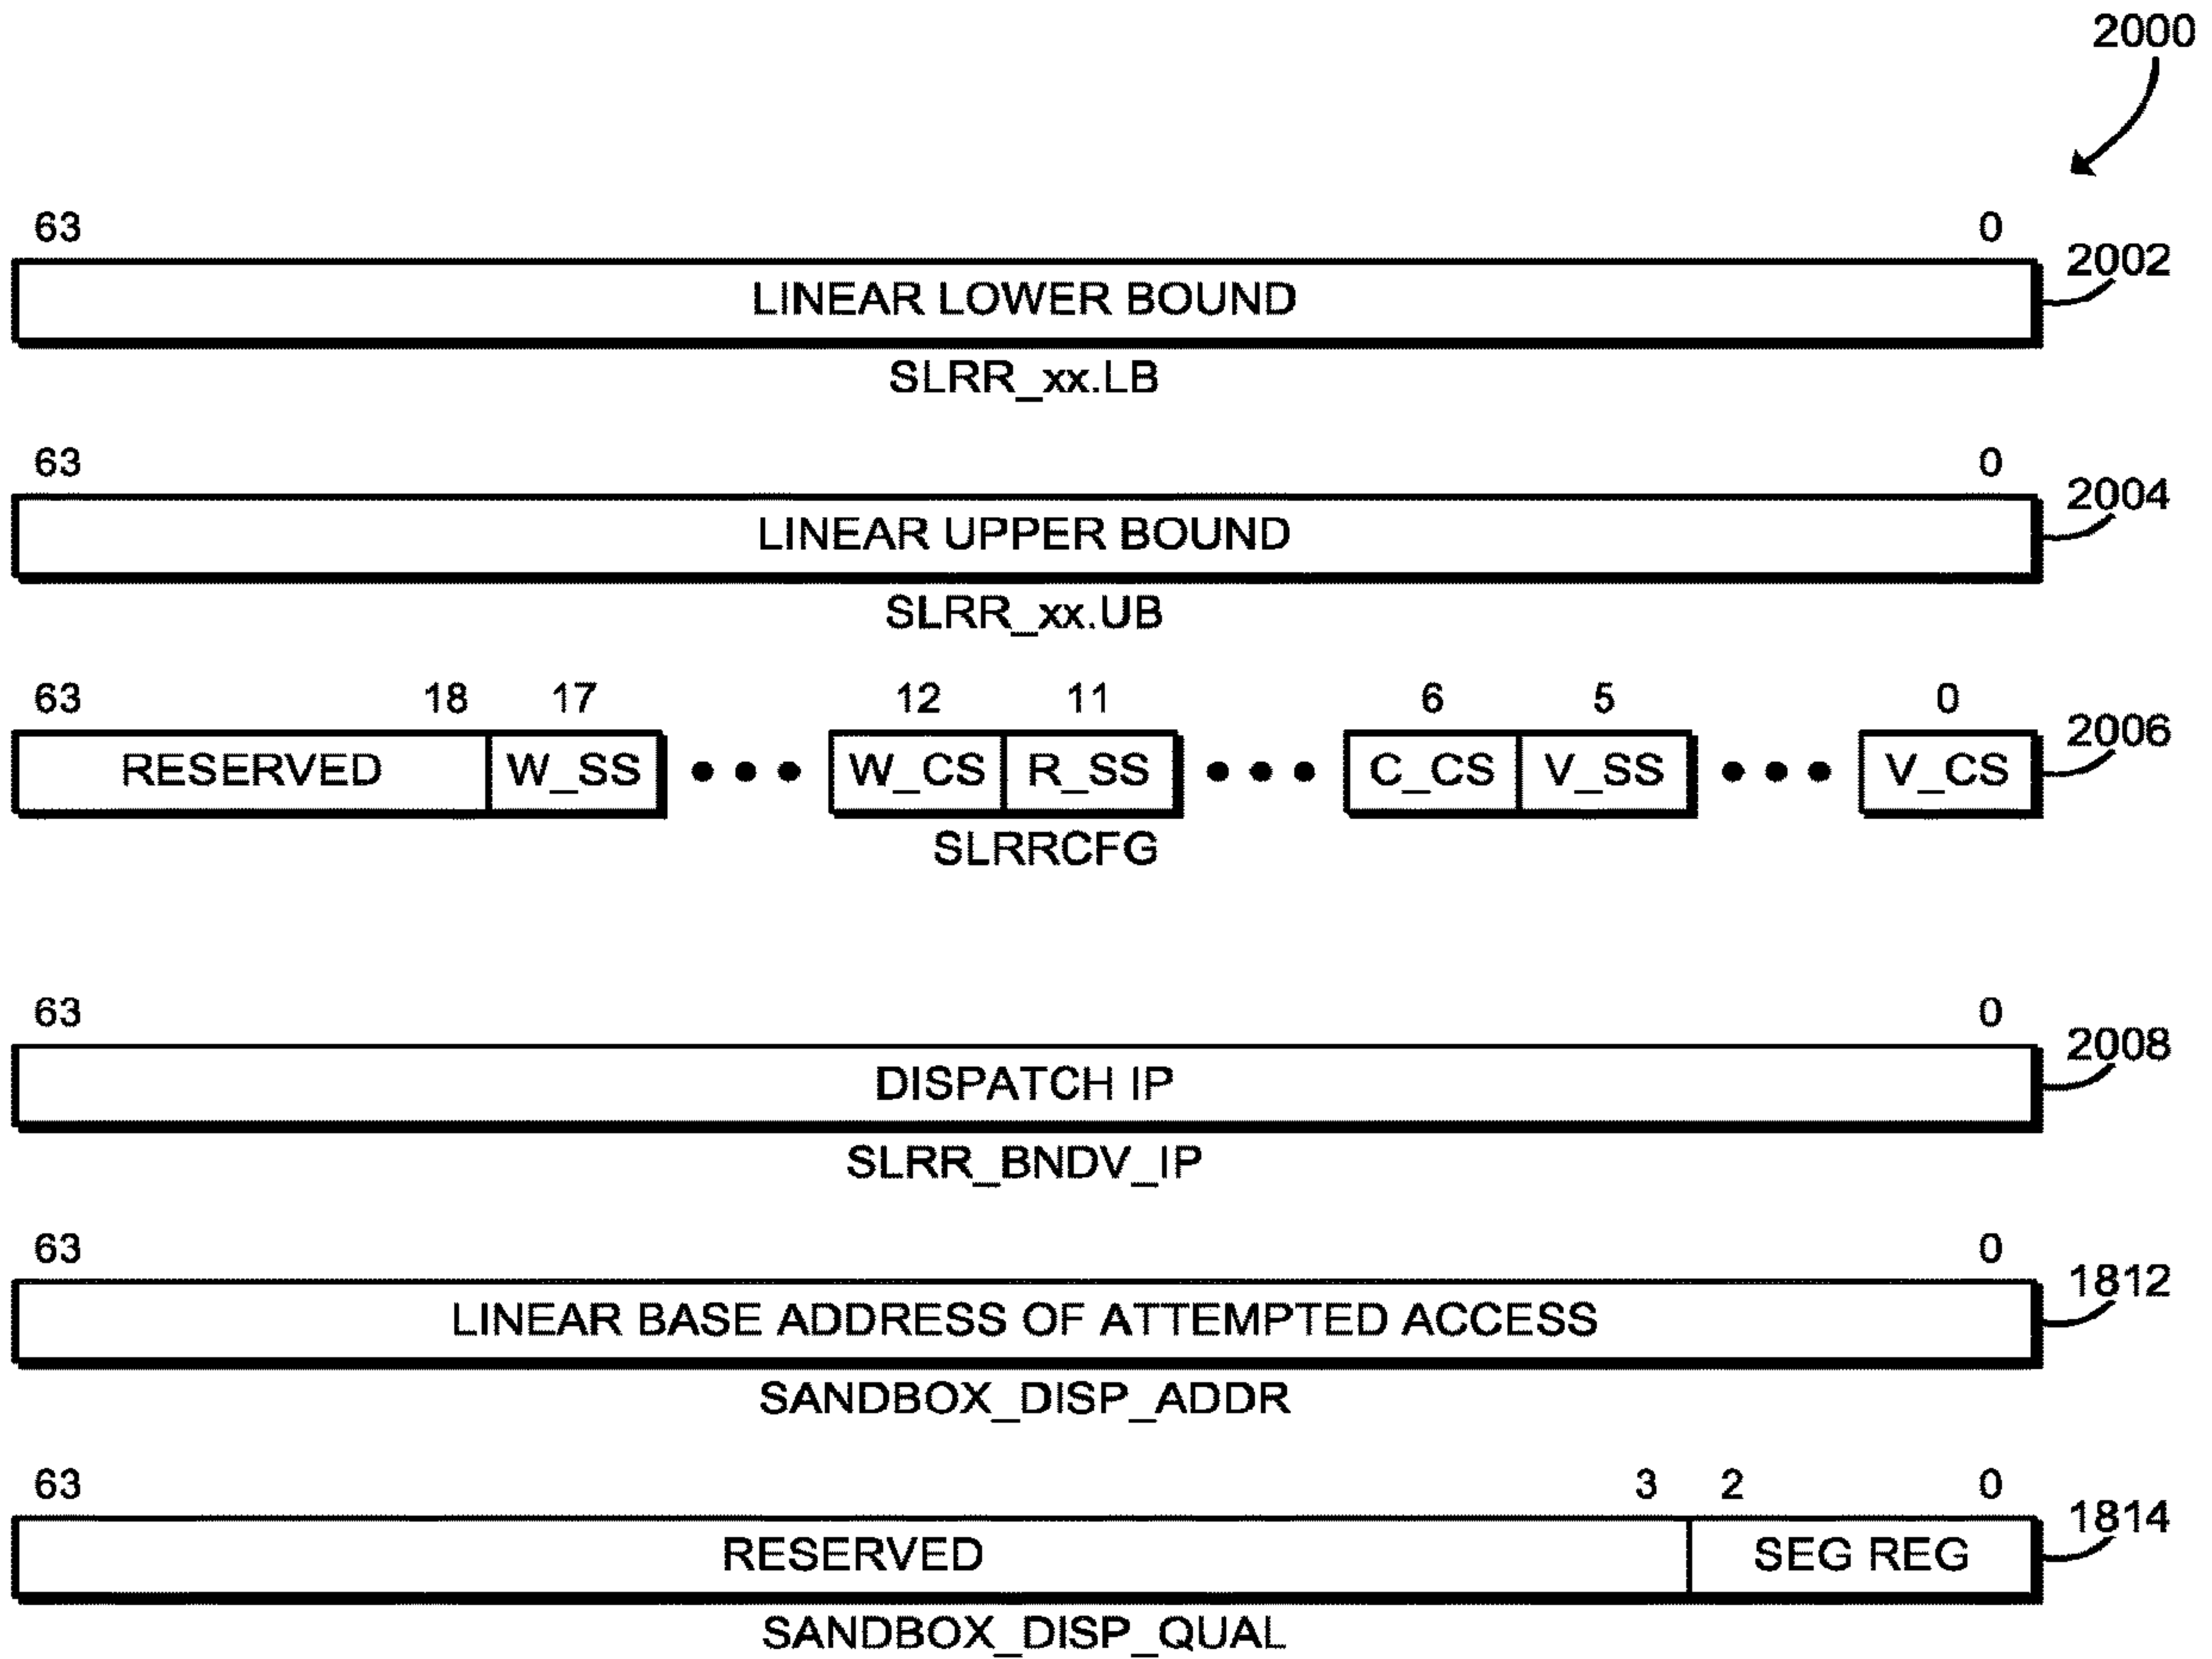 2000
63 0
LINEAR LOWER BOUND 2002
SLRR_xx.LB
63 0
LINEAR UPPER BOUND 2004
SLRR_xx.UB
63 18 17 12 11 6 5 0
RESERVED W_SS W_CS R_SS C_CS V_SS V_CS 2006
SLRRCFG
63 0
DISPATCH IP 2008
SLRR_BNDV_IP
63 0
LINEAR BASE ADDRESS OF ATTEMPTED ACCESS 1812
SANDBOX_DISP_ADDR
63 3 2 0
RESERVED SEG REG 1814
SANDBOX_DISP_QUAL